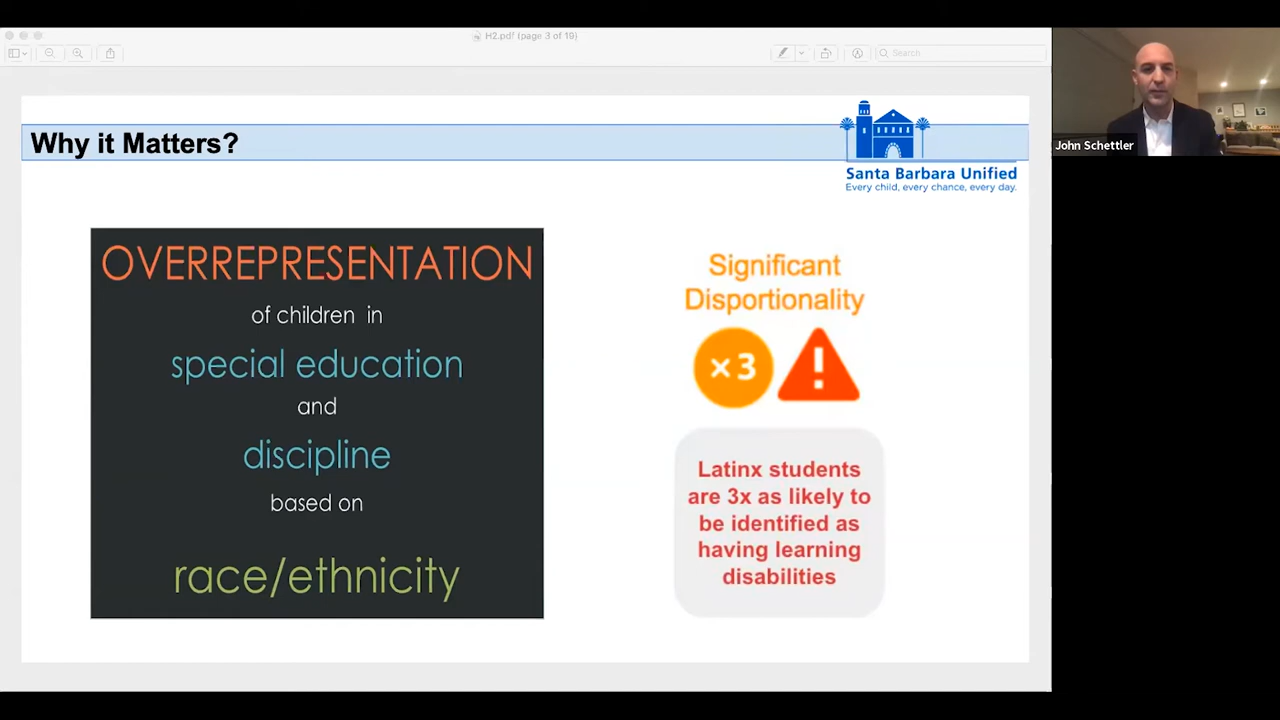 H2.pdf (page 3 of 19)
Search
Why it Matters?
Santa Barbara Unified
Every child, every chance, every day.
OVERREPRESENTATION
of children in
special education
and
discipline
based on
race/ethnicity
Significant
Disportionality
×3
!
Latinx students
are 3x as likely to
be identified as
having learning
disabilities
John Schettler